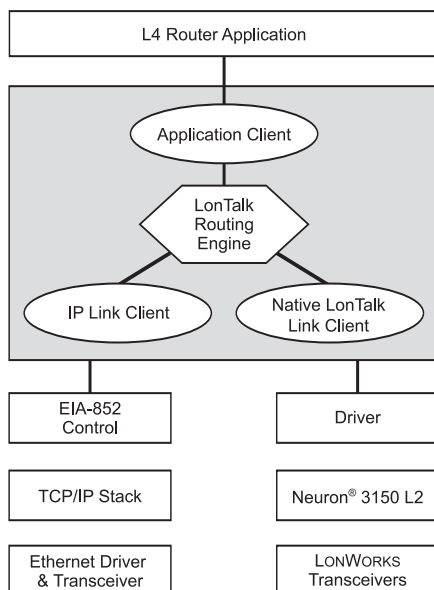 L4 Router Application
Application Client
LonTalk
Routing
Engine
IP Link Client
Native LonTalk
Link Client
EIA-852
Control
Driver
TCP/IP Stack
Neuron® 3150 L2
Ethernet Driver
& Transceiver
LONWORKS
Transceivers